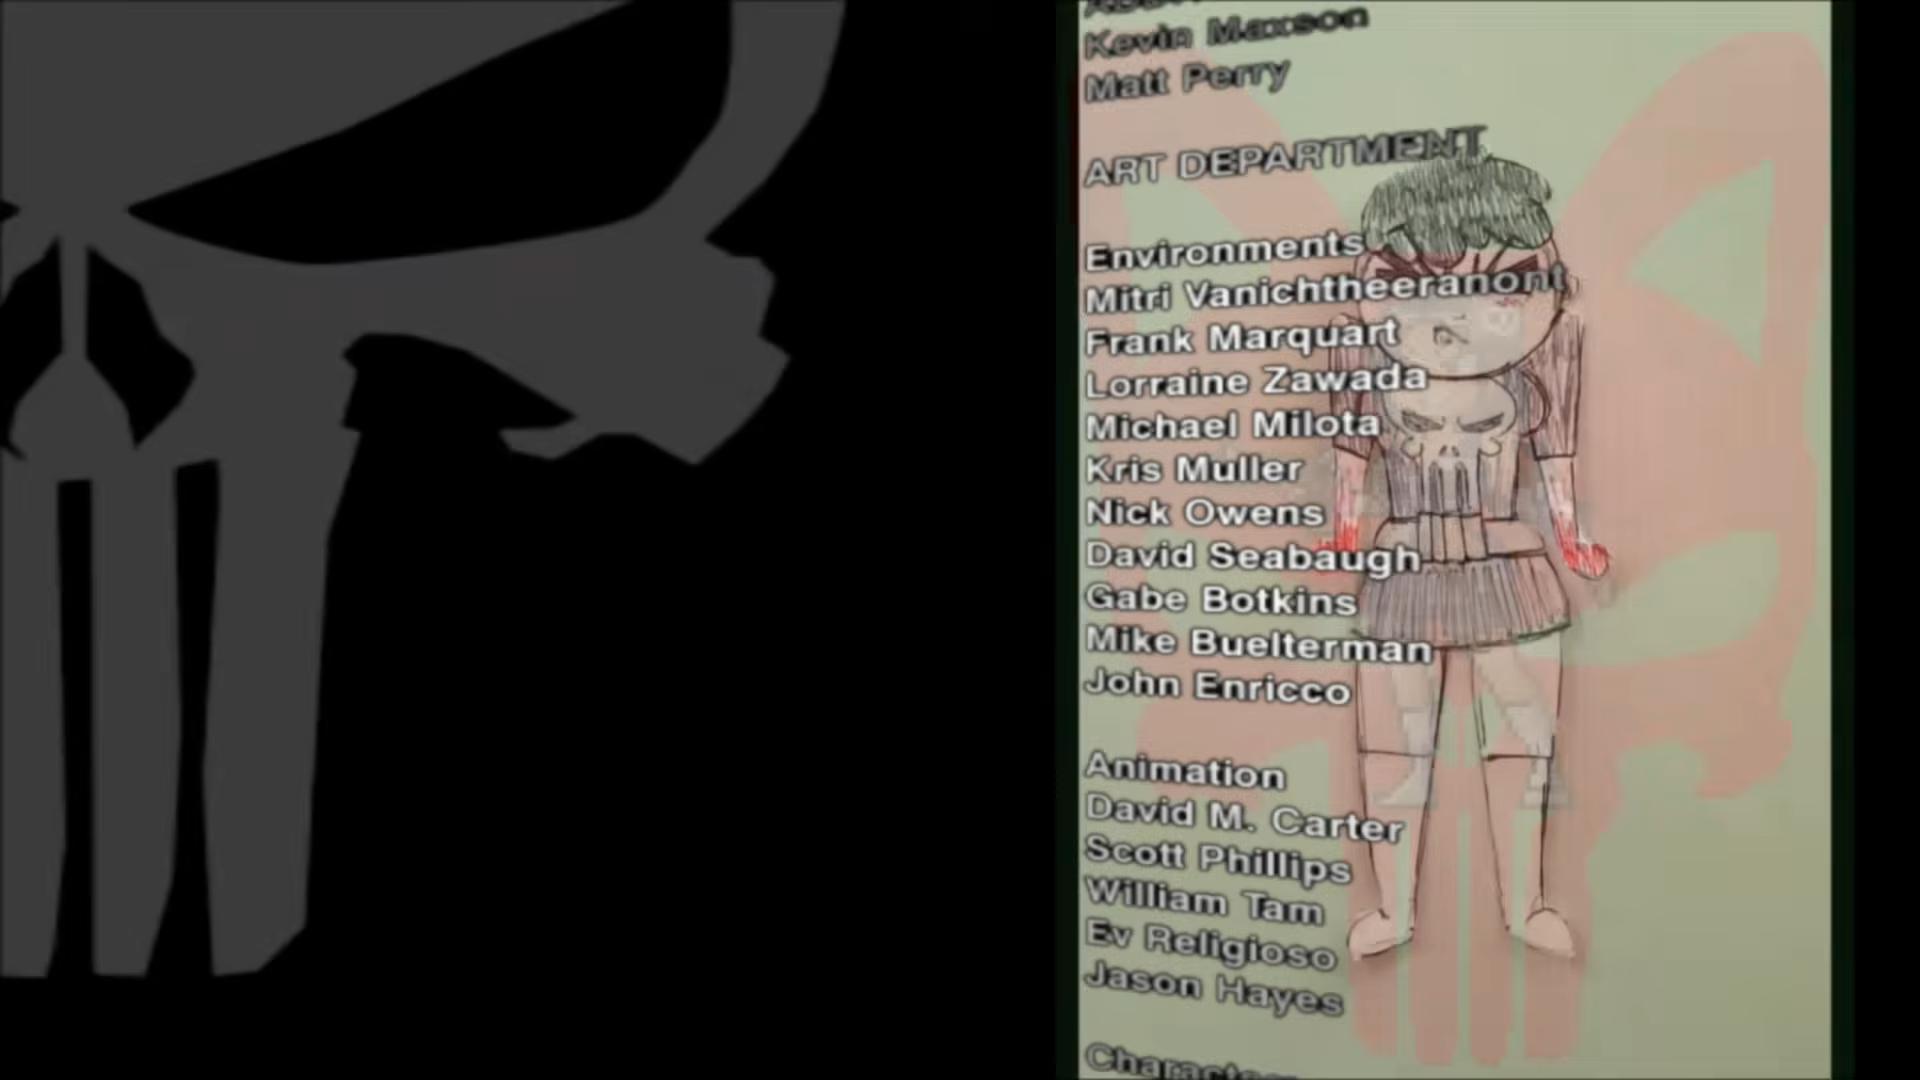 Kevin Maxson
Matt Perry
ART DEPARTMENT
Environments
Mitri Vanichtheeranont
Frank Marquart
Lorraine Zawada
Michael Milota
Kris Muller
Nick Owens
David Seabaugh
Gabe Botkins
Mike Buelterman
John Enricco
Animation
David M. Carter
Scott Phillips
William Tam
Ev Religioso
Jason Hayes